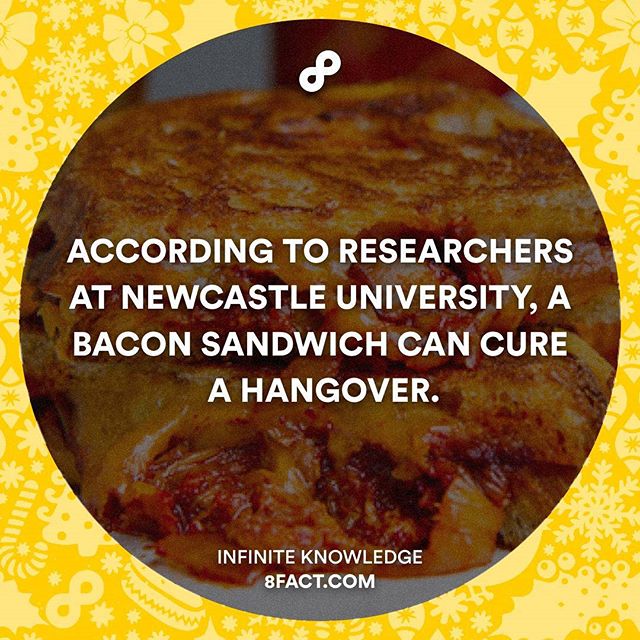 ACCORDING TO RESEARCHERS
AT NEWCASTLE UNIVERSITY, A
BACON SANDWICH CAN CURE
A HANGOVER.
INFINITE KNOWLEDGE
8FACT.COM